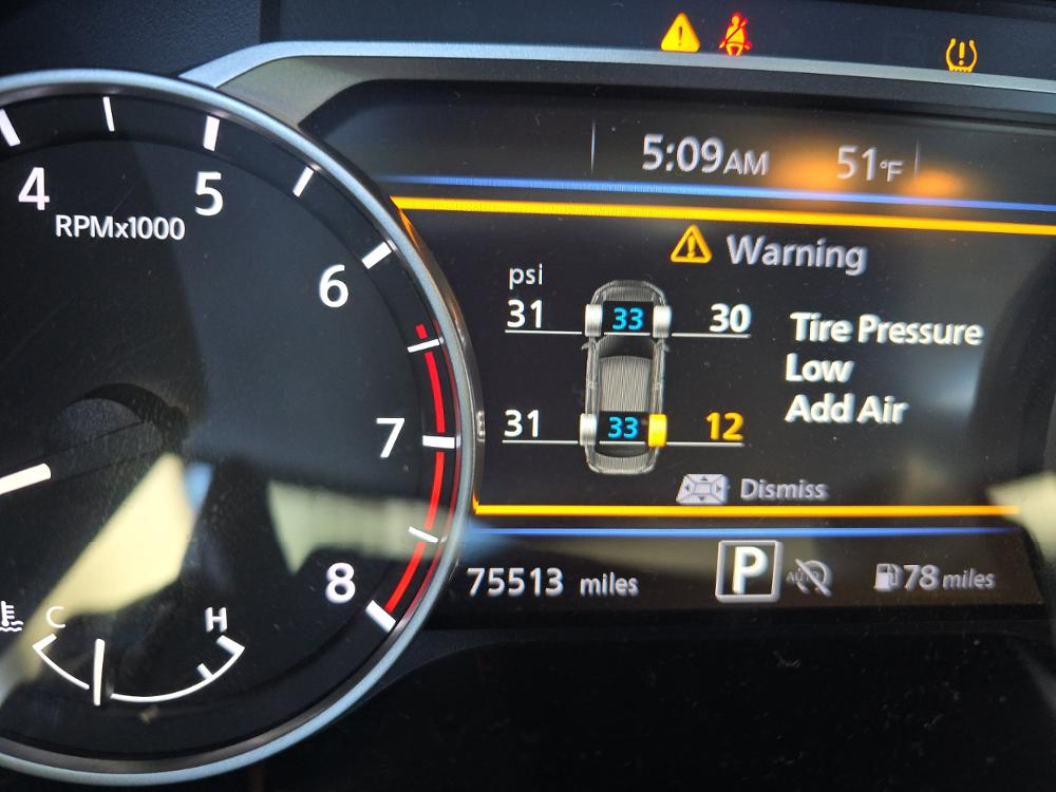 5:09AM 51°F
Warning
psi
31 33 30
Tire Pressure
Low
Add Air
31 33 12
Dismiss
75513 miles P AUTO 78 miles
4 5 6 7 8
RPMx1000
C H